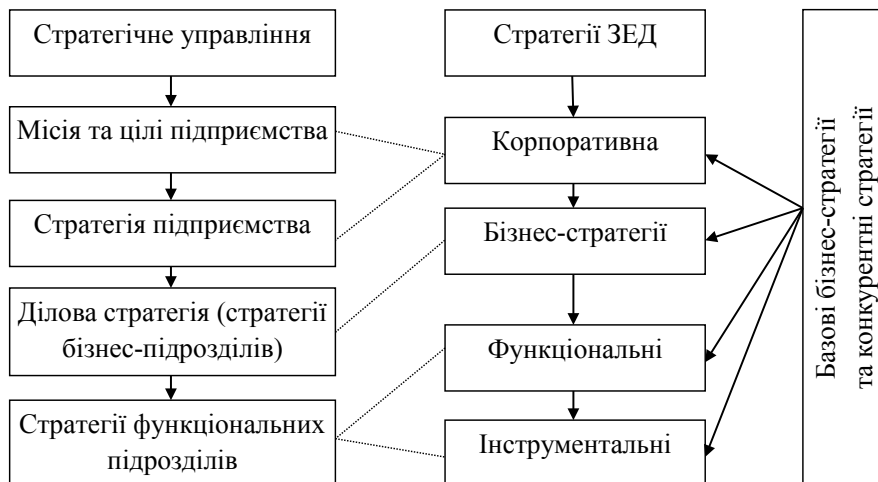 Стратегічне управління
Місія та цілі підприємства
Стратегія підприємства
Ділова стратегія (стратегії
бізнес-підрозділів)
Стратегії функціональних
підрозділів
Стратегії ЗЕД
Корпоративна
Бізнес-стратегії
Функціональні
Інструментальні
Базові бізнес-стратегії
та конкурентні стратегії